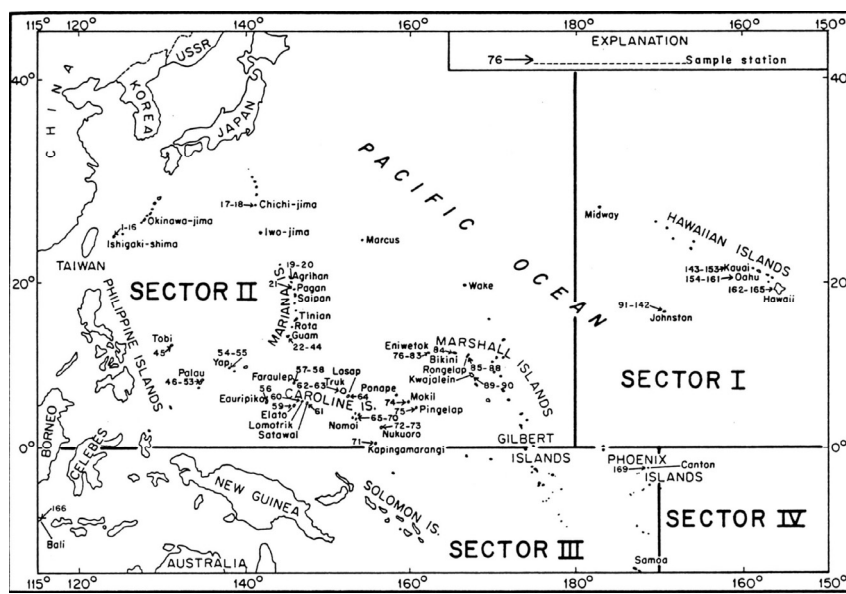 115° 120° 140° 160° 180° 160° 150°
EXPLANATION
76 Sample station
40°
40°
CHINA
USSR
KOREA
JAPAN
PACIFIC
OCEAN
17-18 Chichi-jima
1-16
Okinawa-jima
Ishigaki-shima
Iwo-jima
Marcus
Midway
HAWAIIAN ISLANDS
TAIWAN
143-153 Kauai
154-161 Oahu
162-165
Hawaii
20°
20°
SECTOR II
MARIANA IS.
19-20
Agrihan
21
Pagan
Saipan
Tinian
Rota
Guam
22-44
Wake
91-142
Johnston
PHILIPPINE ISLANDS
Tobi
45
54-55
Yap
Palau
46-53
57-58
Faraulep
62-63
Truk
Losap
Ponape
56
60
Eauripik
59
CAROLINE IS.
64
61
Elato
Lomotrik
Satawal
Nomoi
65-70
74
Mokil
75
Pingelap
72-73
Nukuoro
71
Kapingamarangi
Eniwetok
76-83
84
Bikini
MARSHALL ISLANDS
Rongelap
85-88
Kwajalein
89-90
SECTOR I
GILBERT
ISLANDS
0°
0°
BORNEO
CELEBES
NEW GUINEA
SOLOMON IS.
PHOENIX
169 Canton
ISLANDS
166
Bali
AUSTRALIA
SECTOR III
SECTOR IV
Samoa
115° 120° 140° 160° 180° 160° 150°